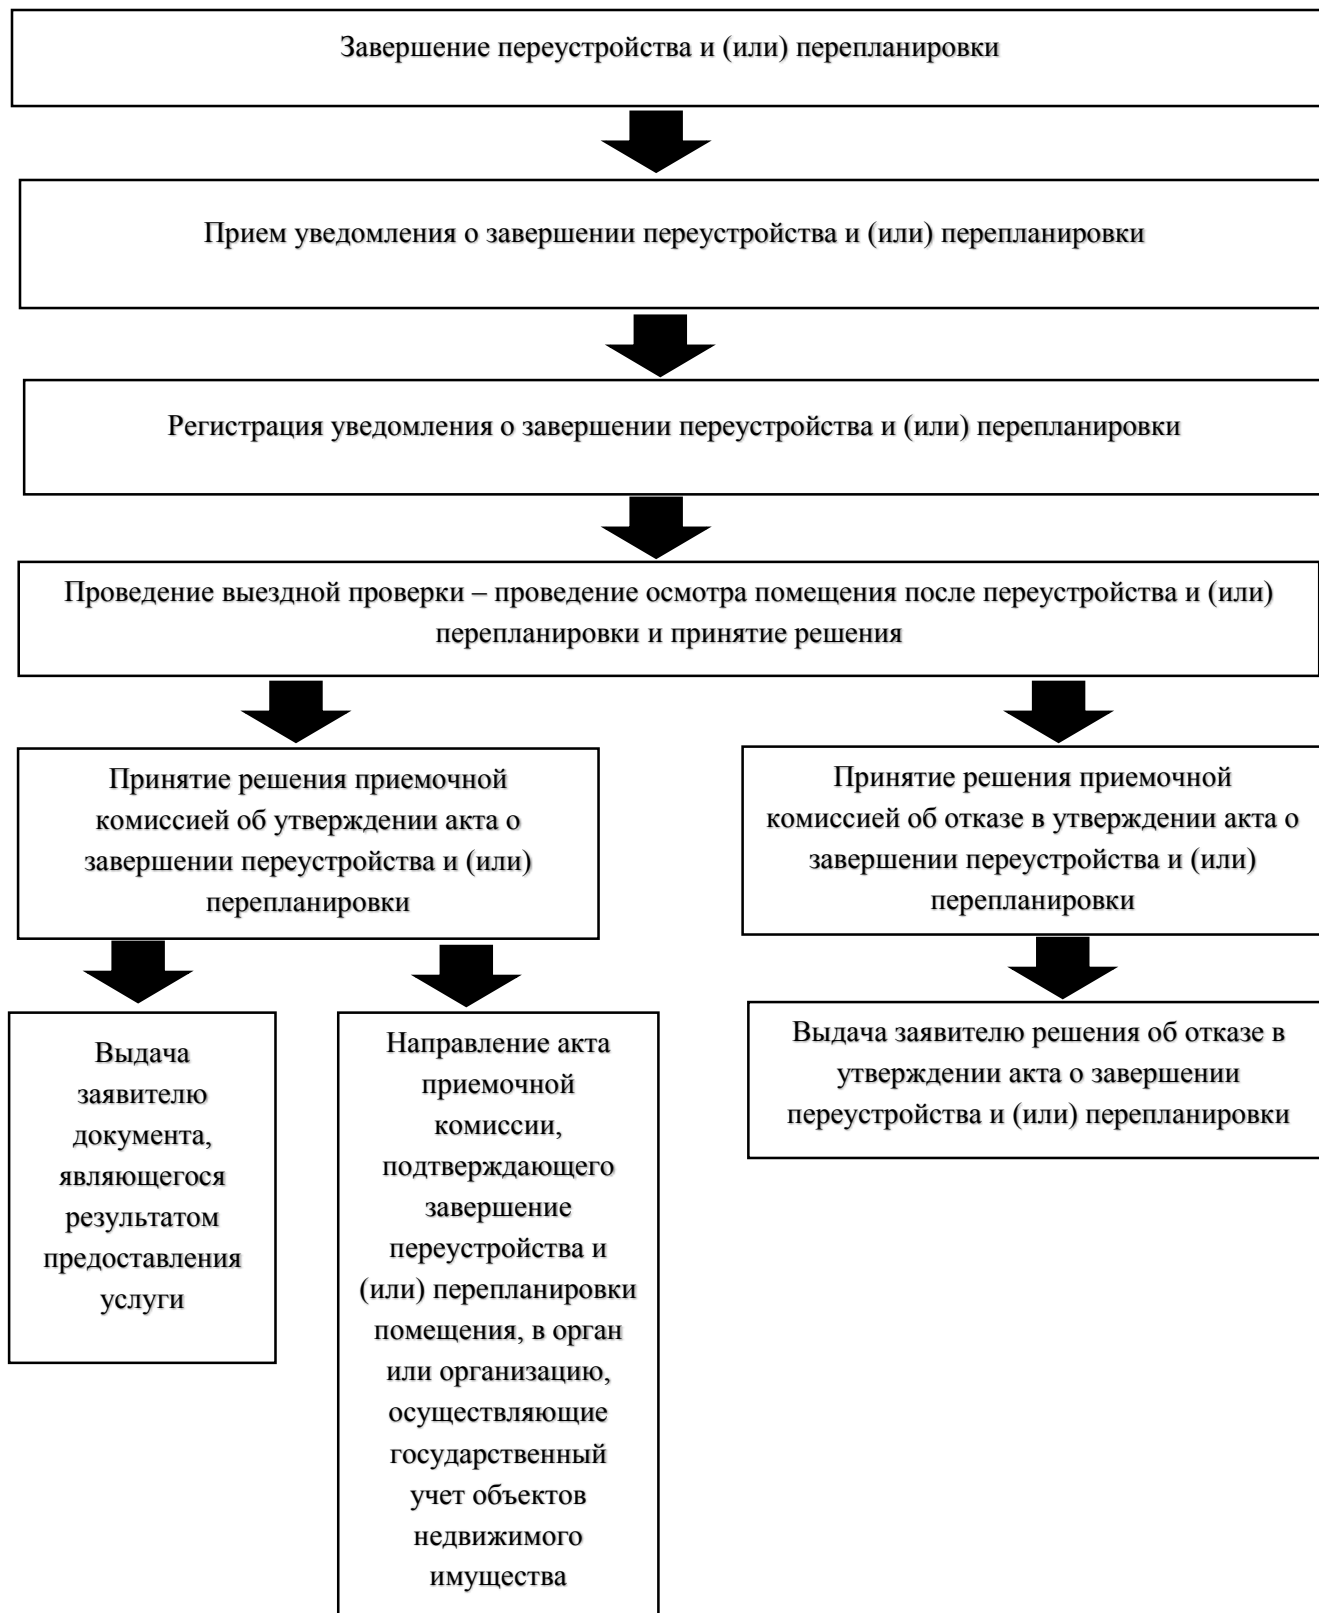 Завершение переустройства и (или) перепланировки
Прием уведомления о завершении переустройства и (или) перепланировки
Регистрация уведомления о завершении переустройства и (или) перепланировки
Проведение выездной проверки – проведение осмотра помещения после переустройства и (или)
перепланировки и принятие решения
Принятие решения приемочной
комиссией об утверждении акта о
завершении переустройства и (или)
перепланировки
Принятие решения приемочной
комиссией об отказе в утверждении акта о
завершении переустройства и (или)
перепланировки
Выдача
заявителю
документа,
являющегося
результатом
предоставления
услуги
Направление акта
приемочной
комиссии,
подтверждающего
завершение
переустройства и
(или) перепланировки
помещения, в орган
или организацию,
осуществляющие
государственный
учет объектов
недвижимого
имущества
Выдача заявителю решения об отказе в
утверждении акта о завершении
переустройства и (или) перепланировки